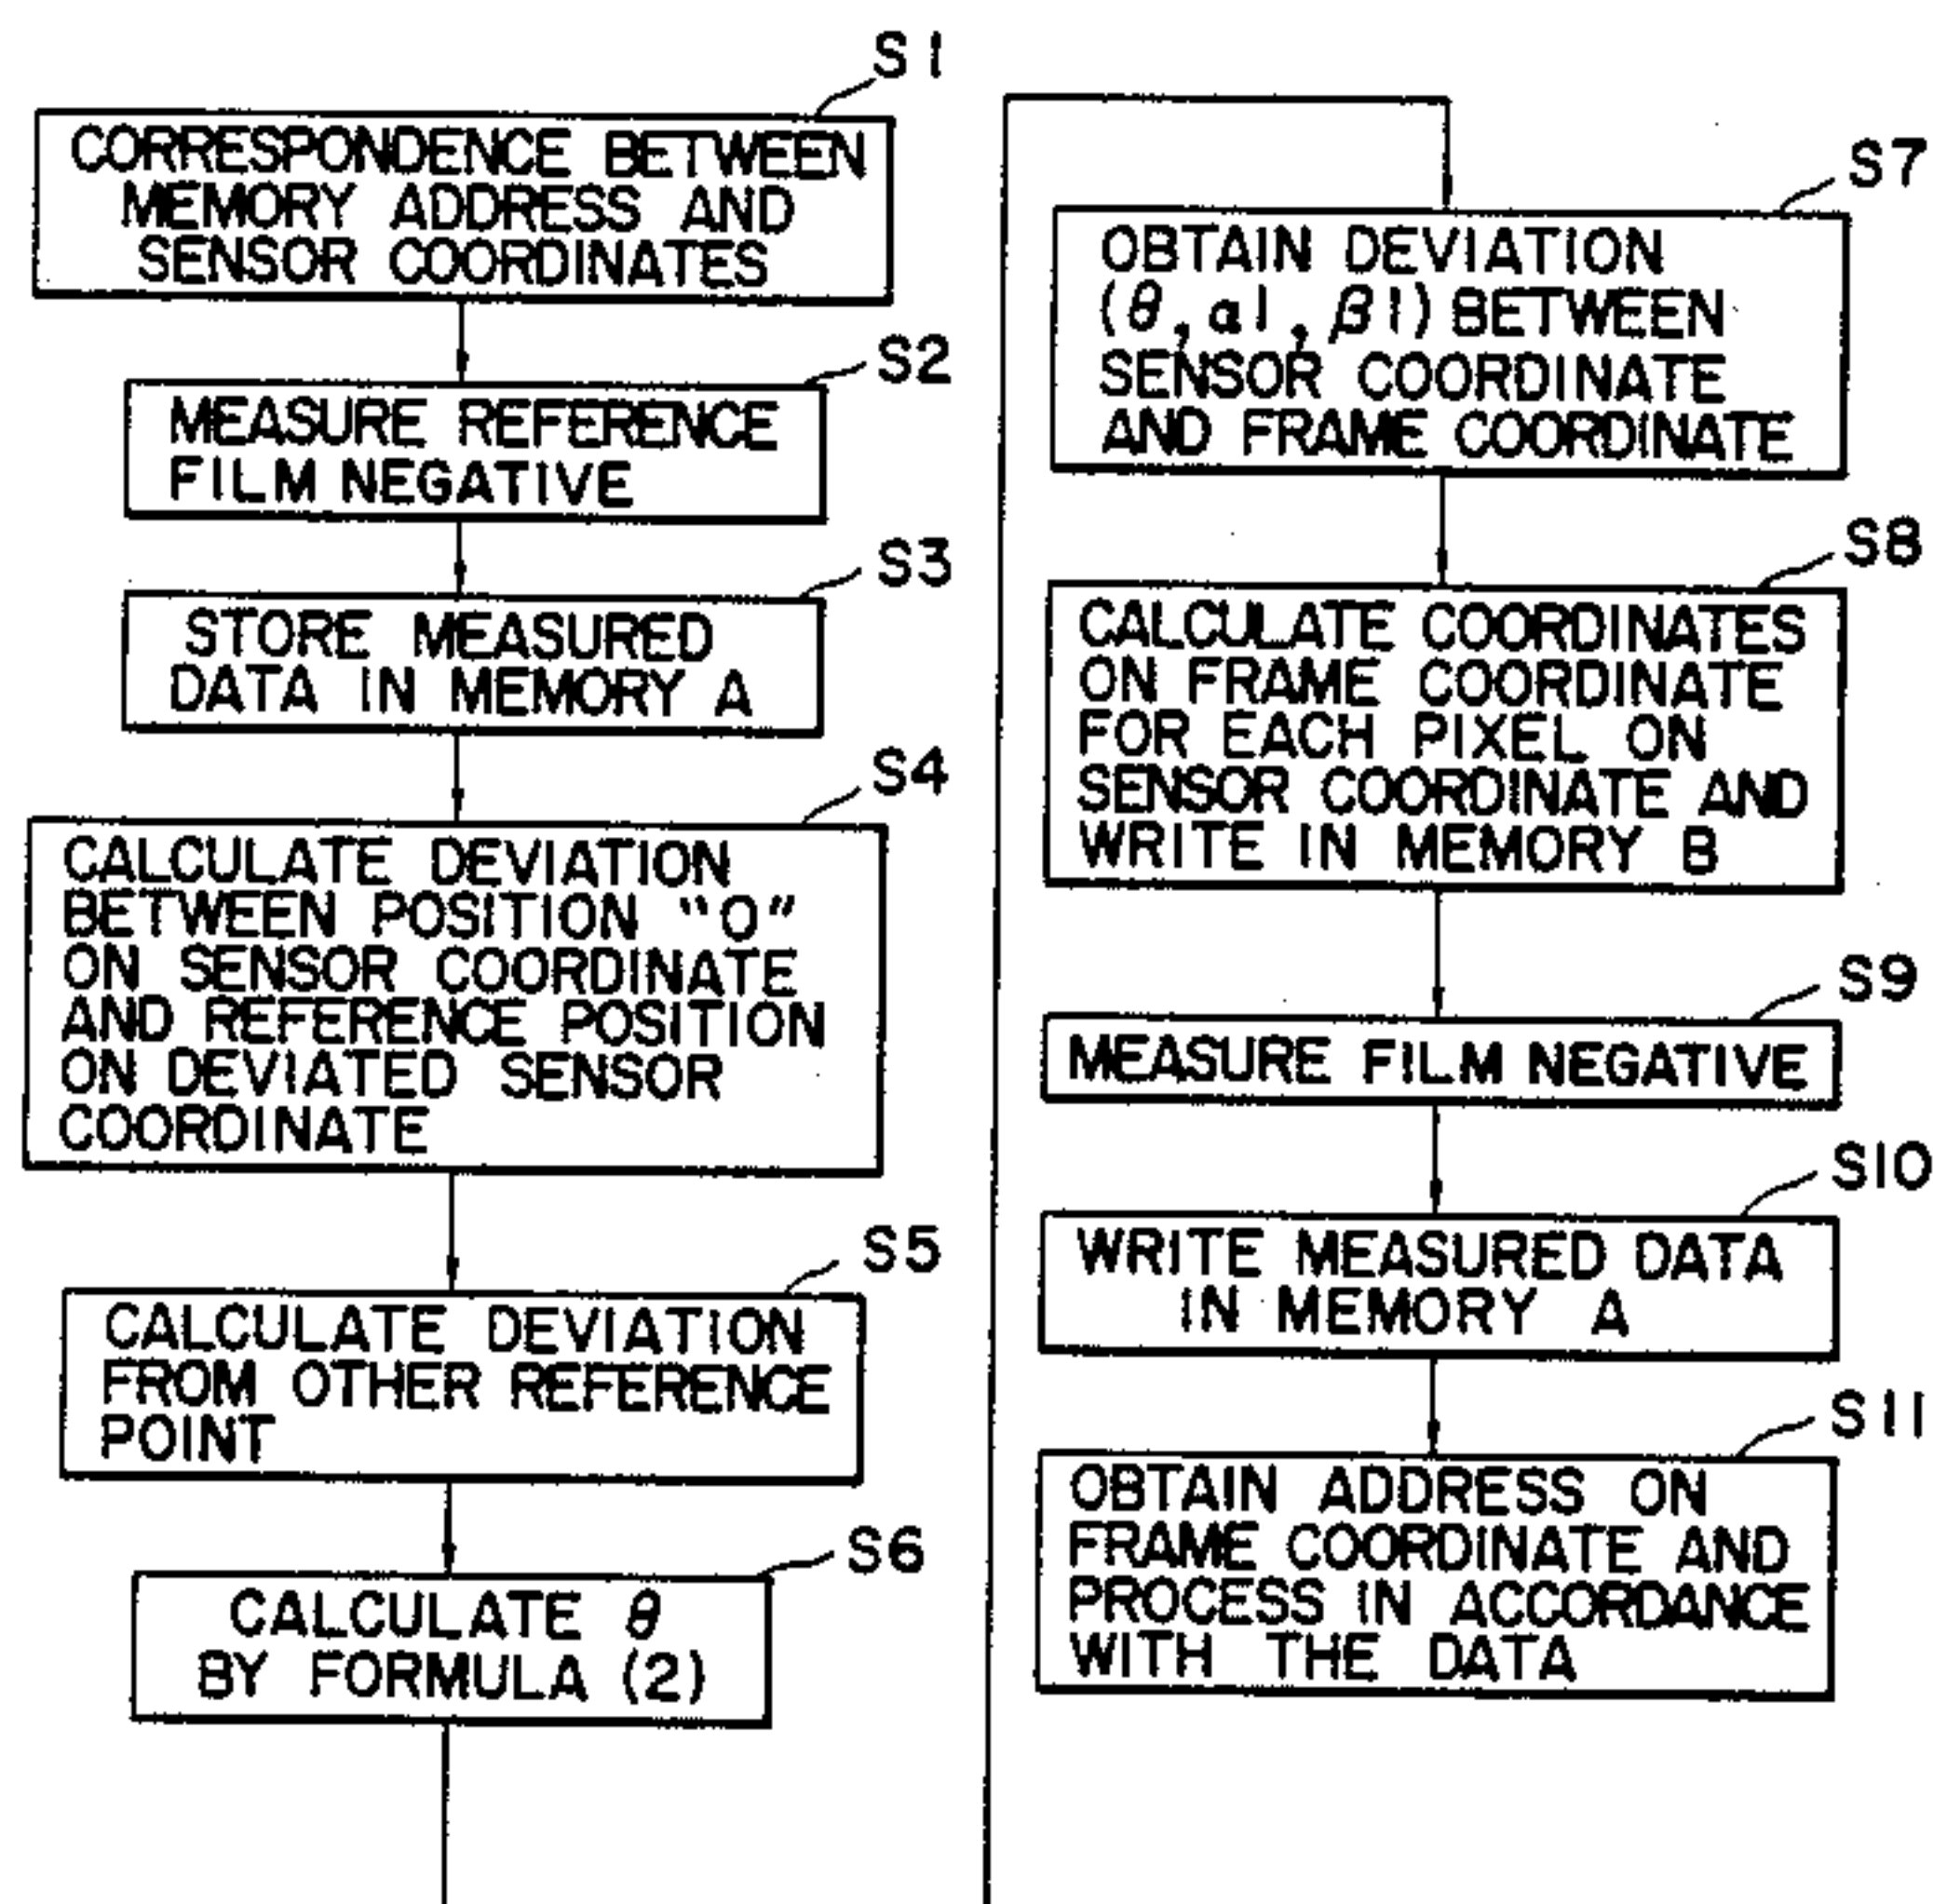 S1
CORRESPONDENCE BETWEEN
MEMORY ADDRESS AND
SENSOR COORDINATES
S2
MEASURE REFERENCE
FILM NEGATIVE
S3
STORE MEASURED
DATA IN MEMORY A
S4
CALCULATE DEVIATION
BETWEEN POSITION "O"
ON SENSOR COORDINATE
AND REFERENCE POSITION
ON DEVIATED SENSOR
COORDINATE
S5
CALCULATE DEVIATION
FROM OTHER REFERENCE
POINT
S6
CALCULATE θ
BY FORMULA (2)
S7
OBTAIN DEVIATION
(θ, α1, β1) BETWEEN
SENSOR COORDINATE
AND FRAME COORDINATE
S8
CALCULATE COORDINATES
ON FRAME COORDINATE
FOR EACH PIXEL ON
SENSOR COORDINATE AND
WRITE IN MEMORY B
S9
MEASURE FILM NEGATIVE
S10
WRITE MEASURED DATA
IN MEMORY A
S11
OBTAIN ADDRESS ON
FRAME COORDINATE AND
PROCESS IN ACCORDANCE
WITH THE DATA